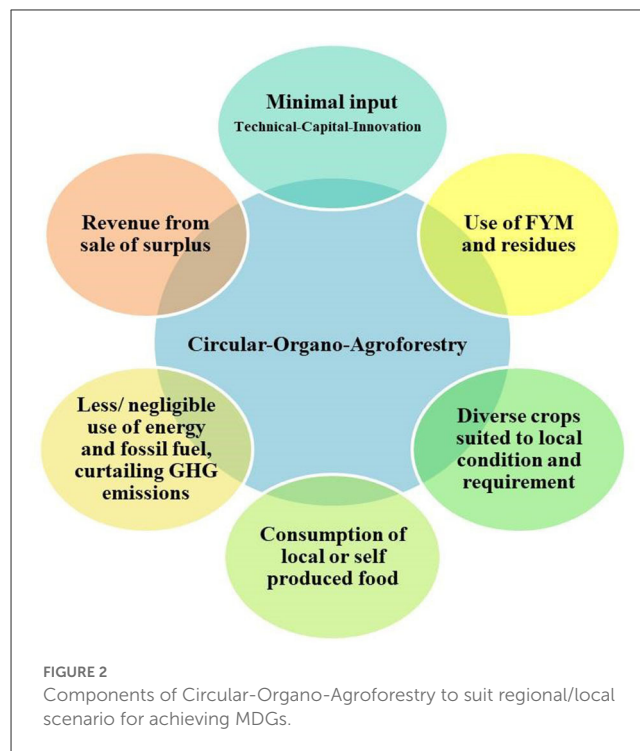 Minimal input
Technical-Capital-Innovation
Revenue from
sale of surplus
Use of FYM
and residues
Circular-Organo-Agroforestry
Less/ negligible
use of energy
and fossil fuel,
curtailing GHG
emissions
Diverse crops
suited to local
condition and
requirement
Consumption of
local or self
produced food
FIGURE 2
Components of Circular-Organo-Agroforestry to suit regional/local
scenario for achieving MDGs.